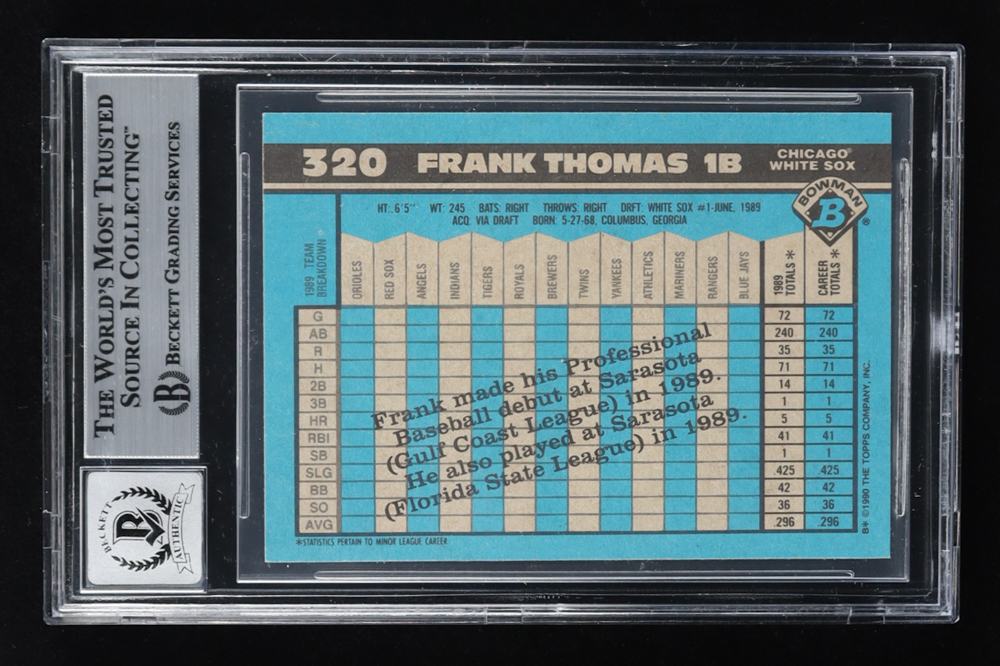 THE WORLD'S MOST TRUSTED
SOURCE IN COLLECTING™
BECKETT GRADING SERVICES
B
BECKETT
AUTHENTIC
320 FRANK THOMAS 1B CHICAGO® WHITE SOX
BOWMAN
B
®
HT: 6'5" WT: 245 BATS: RIGHT THROWS: RIGHT DRFT: WHITE SOX #1-JUNE, 1989
ACQ. VIA DRAFT BORN: 5-27-68, COLUMBUS, GEORGIA
1989 TEAM BREAKDOWN ORIOLES RED SOX ANGELS INDIANS TIGERS ROYALS BREWERS TWINS YANKEES ATHLETICS MARINERS RANGERS BLUE JAYS 1989 TOTALS * CAREER TOTALS *
G 72 72
AB 240 240
R 35 35
H 71 71
2B 14 14
3B 1 1
HR 5 5
RBI 41 41
SB 1 1
SLG .425 .425
BB 42 42
SO 36 36
AVG .296 .296
Frank made his Professional
Baseball debut at Sarasota
(Gulf Coast League) in 1989.
He also played at Sarasota
(Florida State League) in 1989.
*STATISTICS PERTAIN TO MINOR LEAGUE CAREER
B* ©1990 THE TOPPS COMPANY, INC.